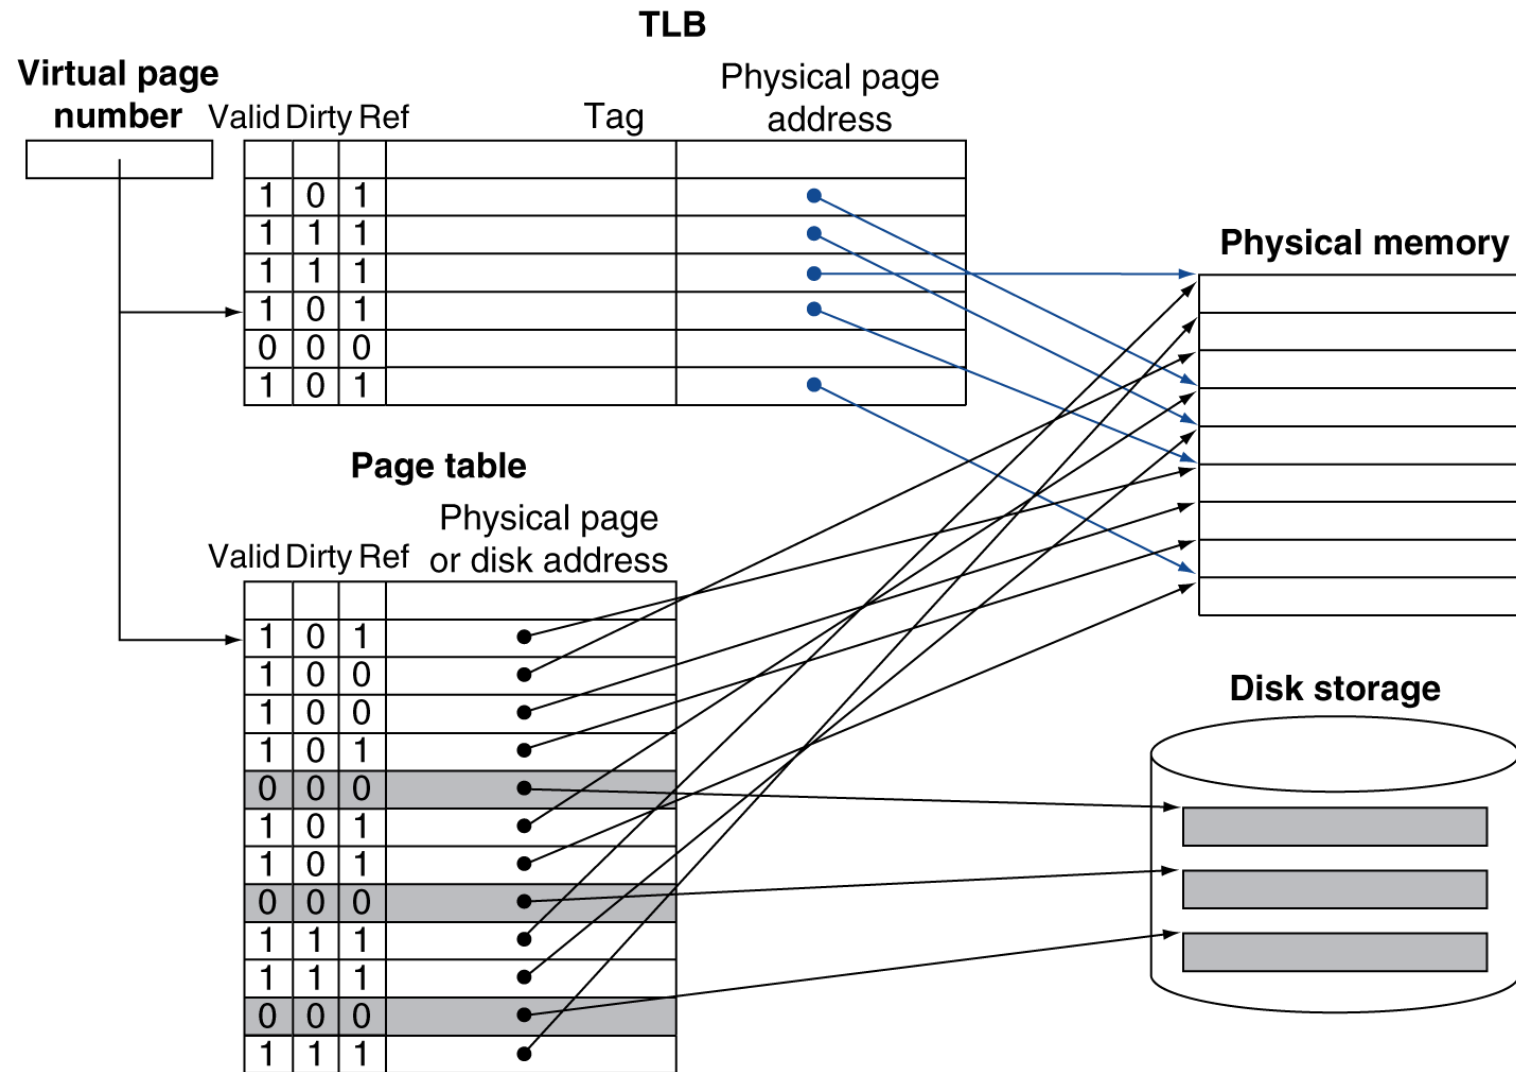 TLB
Virtual page
number
Physical page
address
Valid Dirty Ref
Tag
1 0 1
1 1 1
1 1 1
1 0 1
0 0 0
1 0 1
Physical memory
Page table
Physical page
or disk address
Valid Dirty Ref
1 0 1
1 0 0
1 0 0
1 0 1
0 0 0
1 0 1
1 0 1
0 0 0
1 1 1
1 1 1
0 0 0
1 1 1
Disk storage